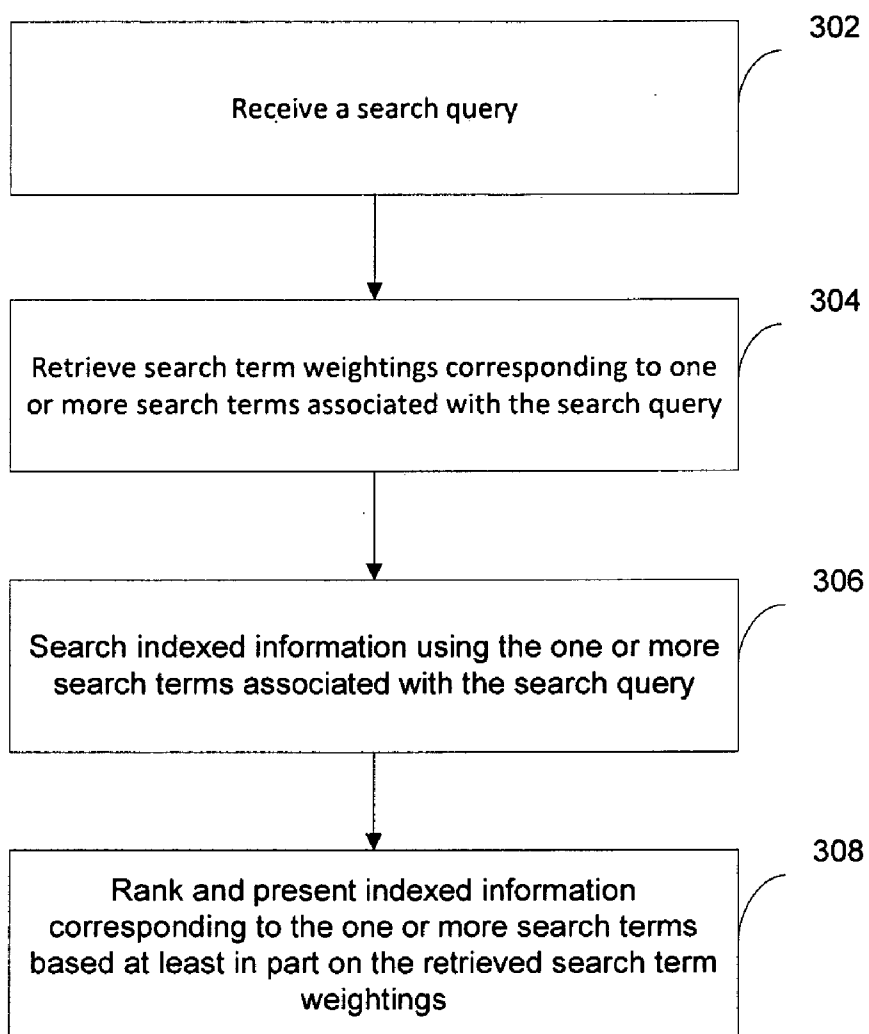 302
Receive a search query
304
Retrieve search term weightings corresponding to one
or more search terms associated with the search query
306
Search indexed information using the one or more
search terms associated with the search query
308
Rank and present indexed information
corresponding to the one or more search terms
based at least in part on the retrieved search term
weightings